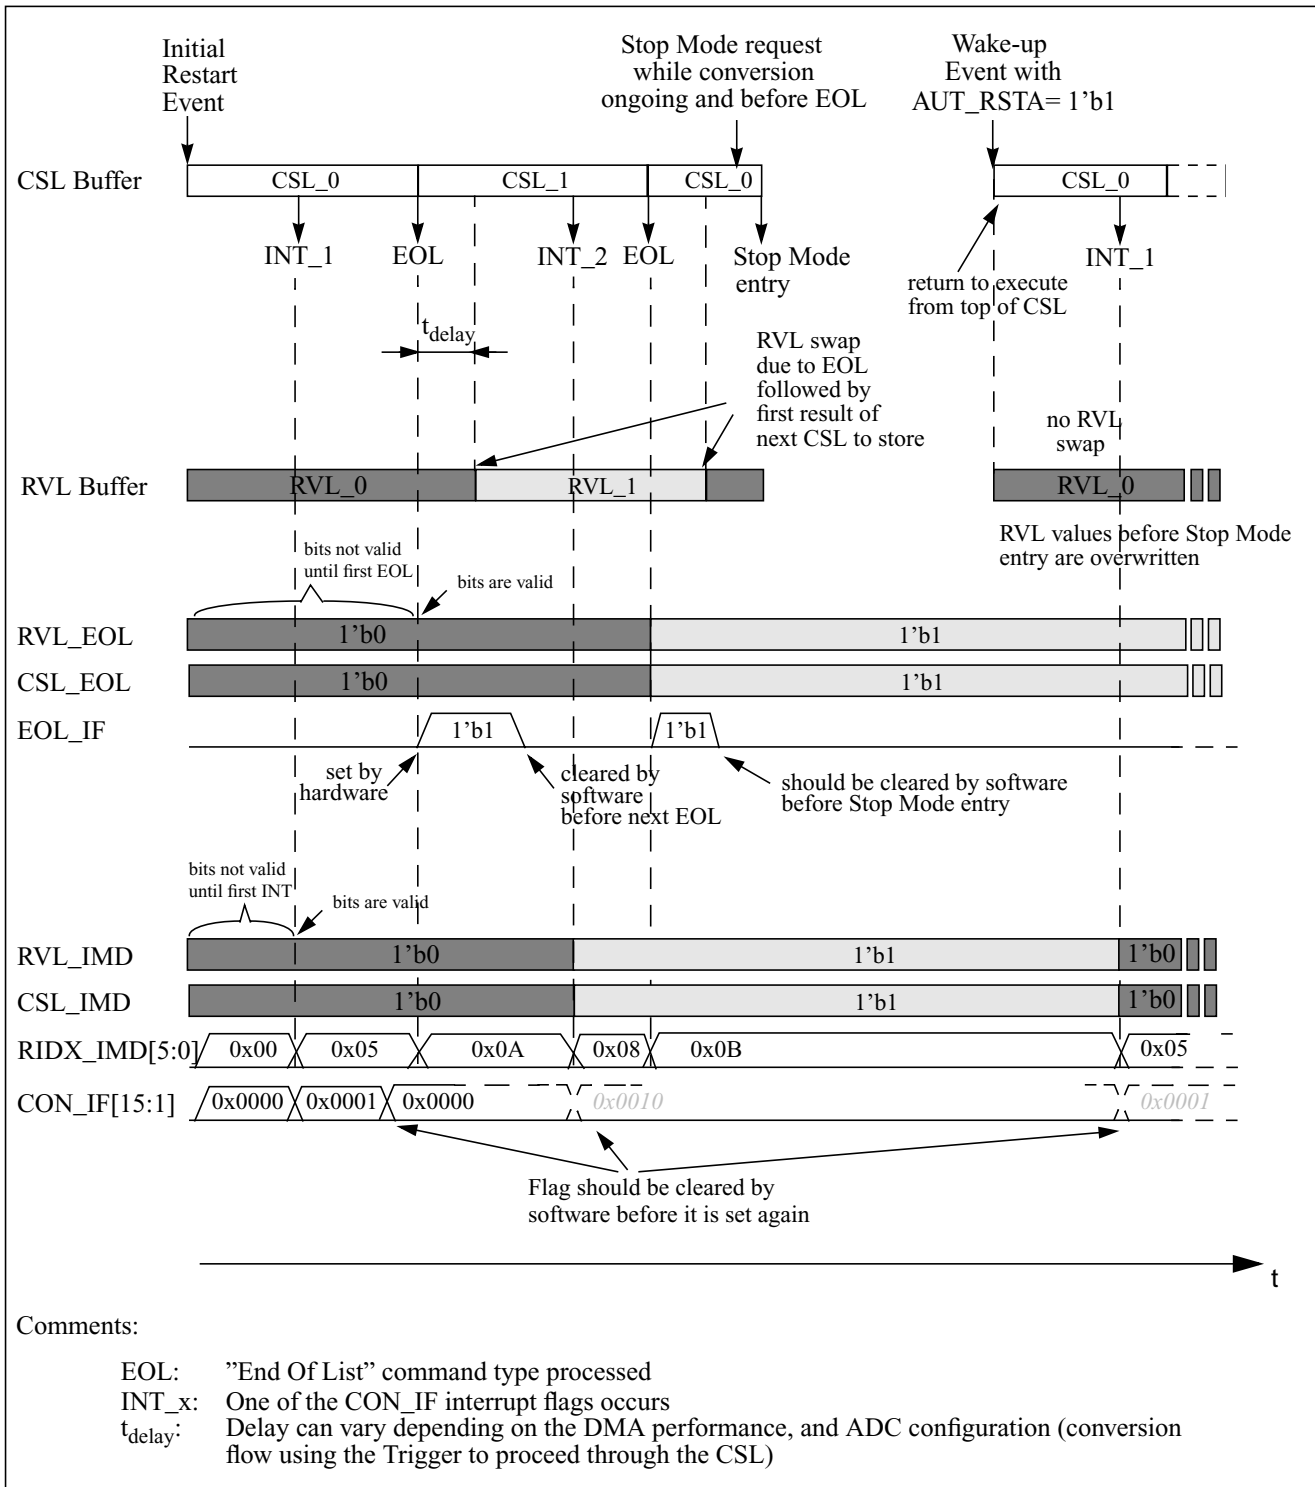 Initial
Restart
Event
Stop Mode request
while conversion
ongoing and before EOL
Wake-up
Event with
AUT_RSTA= 1’b1
CSL Buffer
CSL_0
CSL_1
CSL_0
CSL_0
INT_1
EOL
INT_2
EOL
Stop Mode
entry
INT_1
return to execute
from top of CSL
tdelay
RVL swap
due to EOL
followed by
first result of
next CSL to store
no RVL
swap
RVL Buffer
RVL_0
RVL_1
RVL_0
RVL values before Stop Mode
entry are overwritten
bits not valid
until first EOL
bits are valid
RVL_EOL
1’b0
1’b1
CSL_EOL
1’b0
1’b1
EOL_IF
1’b1
1’b1
set by
hardware
cleared by
software
before next EOL
should be cleared by software
before Stop Mode entry
bits not valid
until first INT
bits are valid
RVL_IMD
1’b0
1’b1
1’b0
CSL_IMD
1’b0
1’b1
1’b0
RIDX_IMD[5:0]
0x00
0x05
0x0A
0x08
0x0B
0x05
CON_IF[15:1]
0x0000
0x0001
0x0000
0x0010
0x0001
Flag should be cleared by
software before it is set again
t
Comments:
EOL: ”End Of List” command type processed
INT_x: One of the CON_IF interrupt flags occurs
tdelay: Delay can vary depending on the DMA performance, and ADC configuration (conversion
flow using the Trigger to proceed through the CSL)